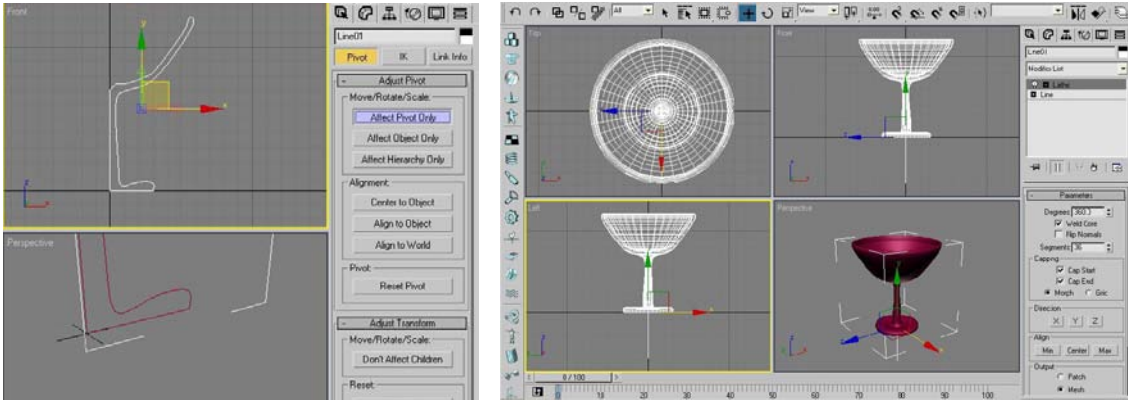 Front
y
x
z
x
Perspective
Line01
Pivot IK Link Info
- Adjust Pivot
Move/Rotate/Scale:
Affect Pivot Only
Affect Object Only
Affect Hierarchy Only
Alignment:
Center to Object
Align to Object
Align to World
Pivot:
Reset Pivot
- Adjust Transform
Move/Rotate/Scale:
Don't Affect Children
Reset:
All
View
Top
Front
Left
Perspective
0 / 100
0 10 20 30 40 50 60 70 80 90 100
Line01
Modifier List
Lathe
Line
- Parameters
Degrees: 360.0
Weld Core
Flip Normals
Segments: 36
Capping
Cap Start
Cap End
Morph Grid
Direction
X Y Z
Align
Min Center Max
Output
Patch
Mesh